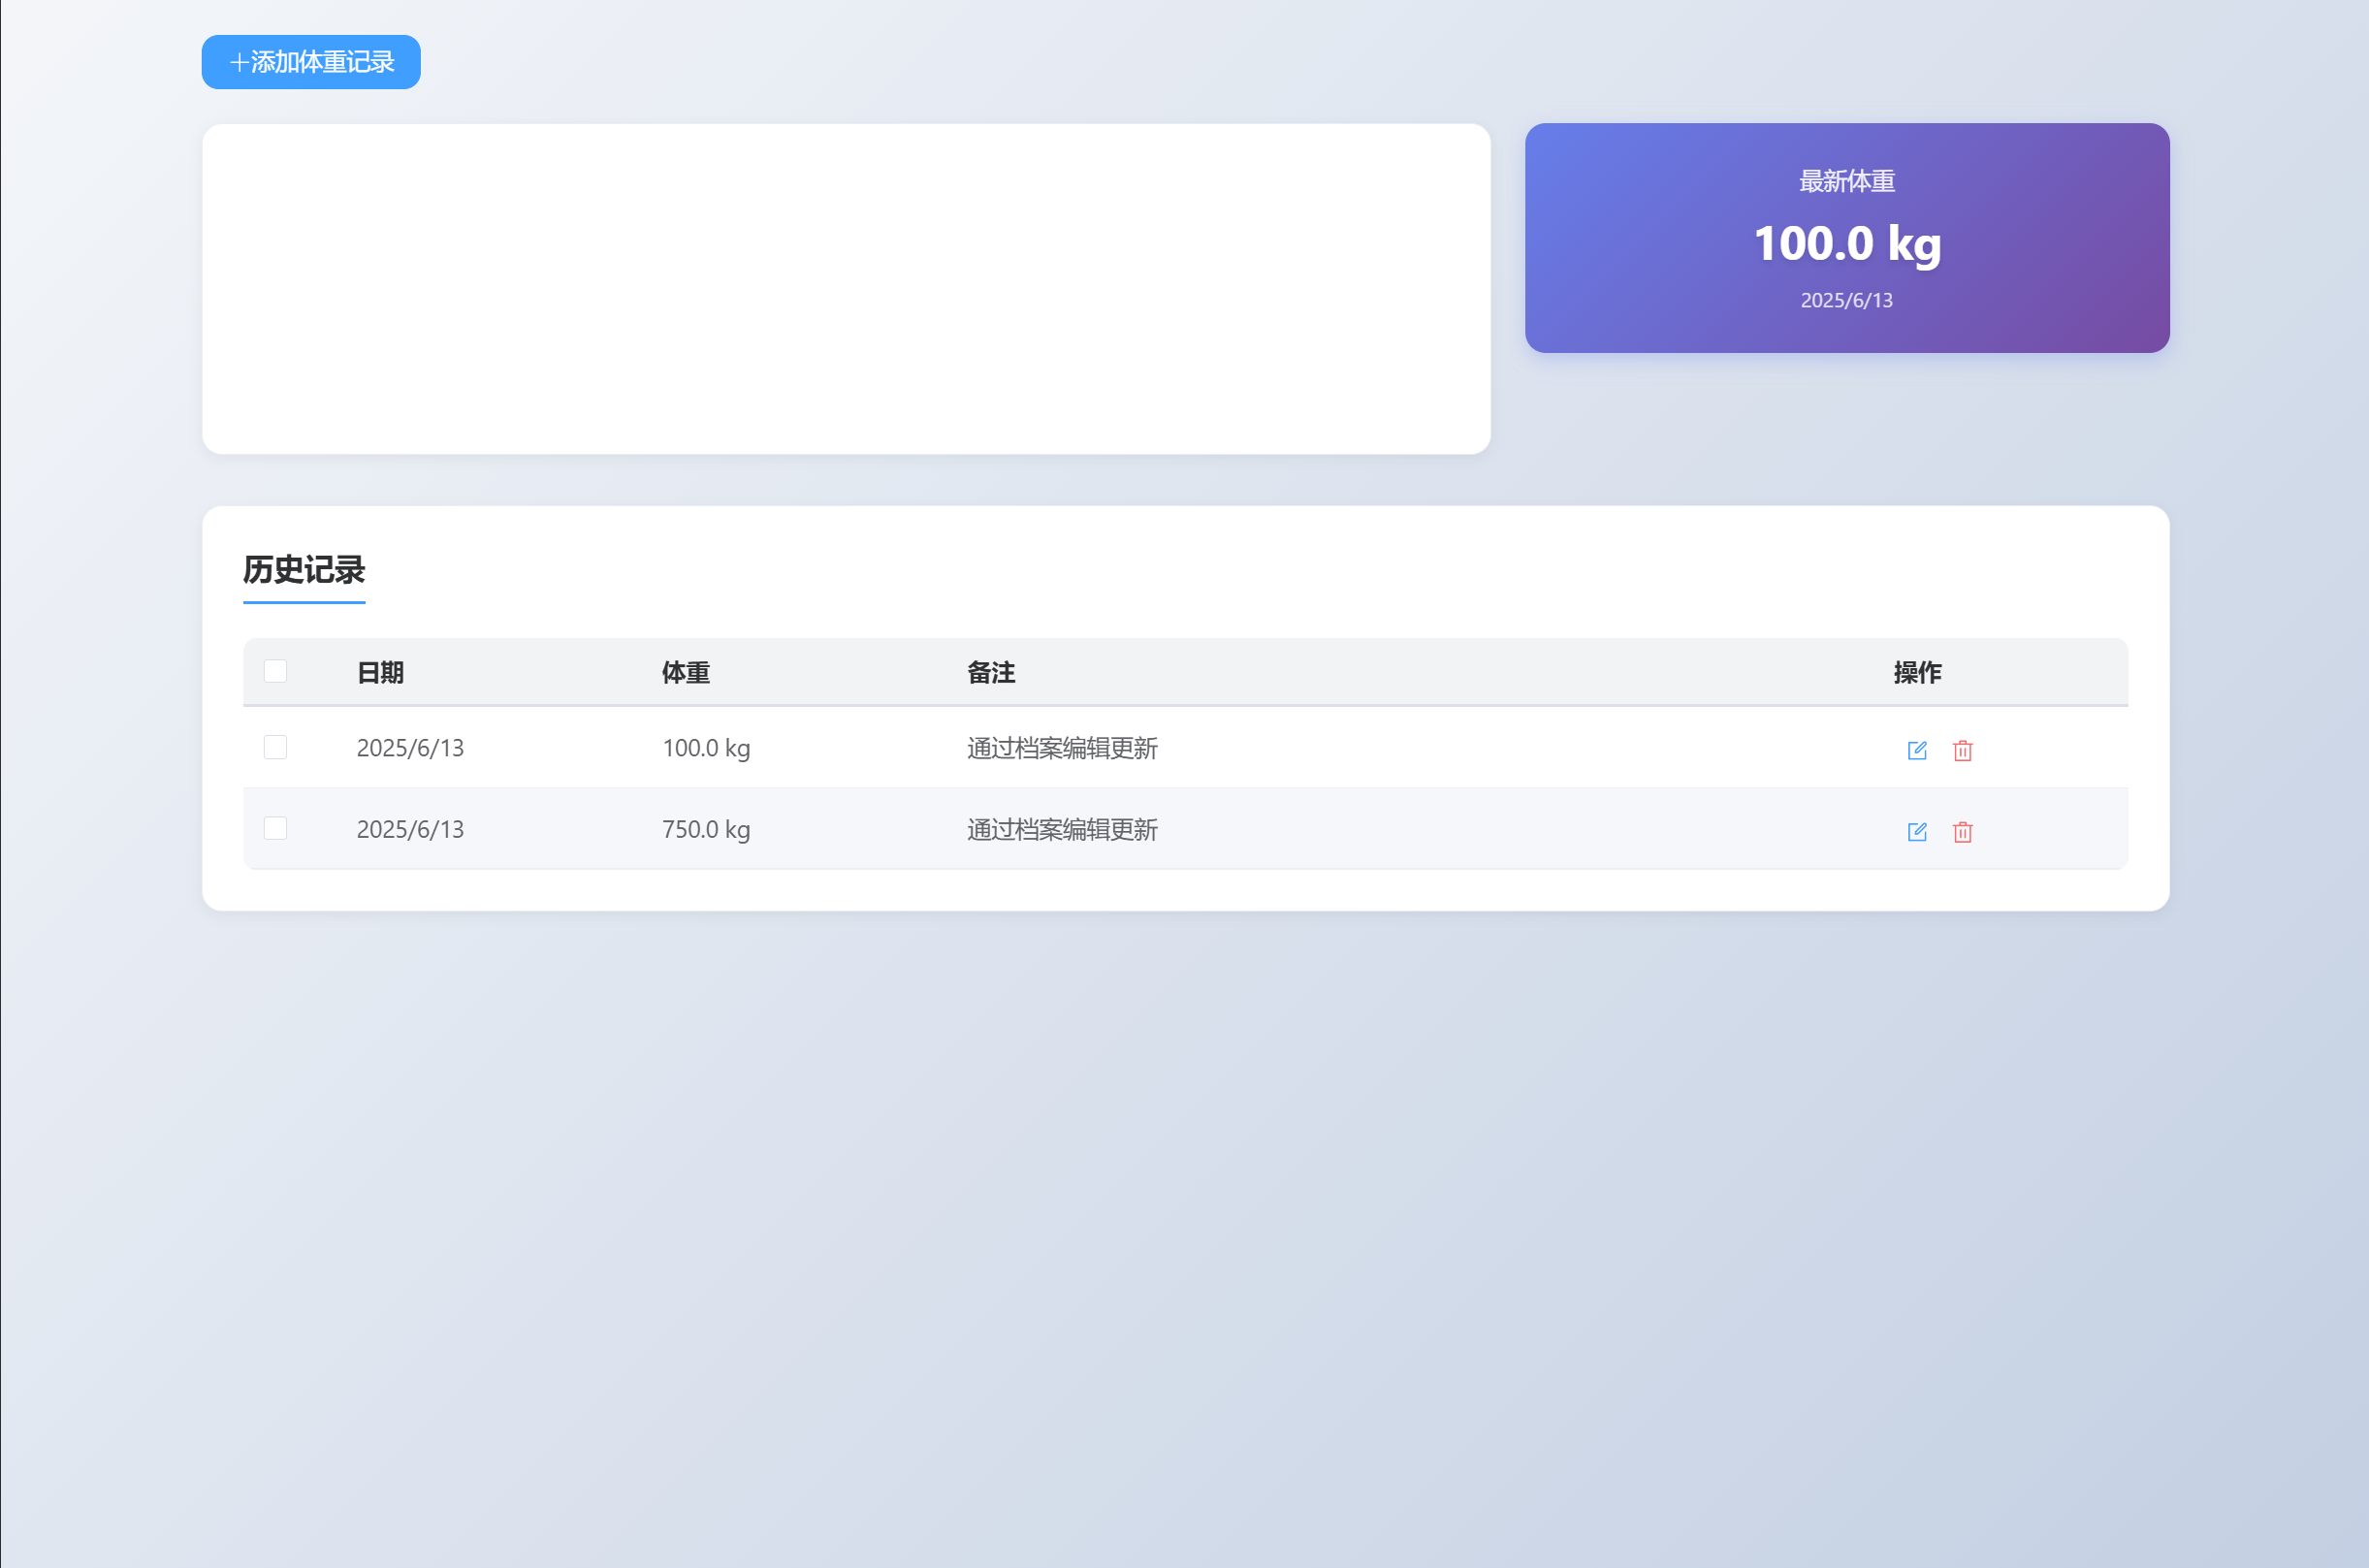 +添加体重记录
最新体重
100.0 kg
2025/6/13
历史记录
日期 体重 备注 操作
2025/6/13 100.0 kg 通过档案编辑更新
2025/6/13 750.0 kg 通过档案编辑更新